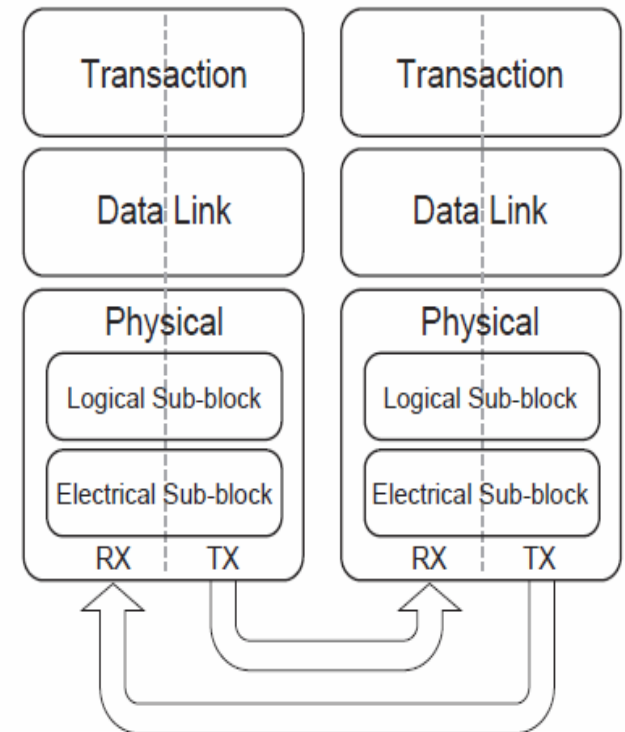 Transaction
Transaction
Data Link
Data Link
Physical
Physical
Logical Sub-block
Logical Sub-block
Electrical Sub-block
Electrical Sub-block
RX TX
RX TX